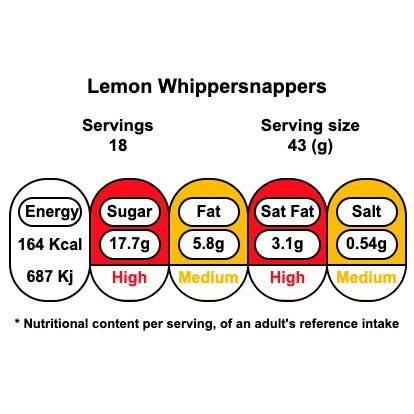 Lemon Whippersnappers
Servings Serving size
18 43 (g)
Energy Sugar Fat Sat Fat Salt
164 Kcal 17.7g 5.8g 3.1g 0.54g
687 Kj High Medium High Medium
* Nutritional content per serving, of an adult's reference intake